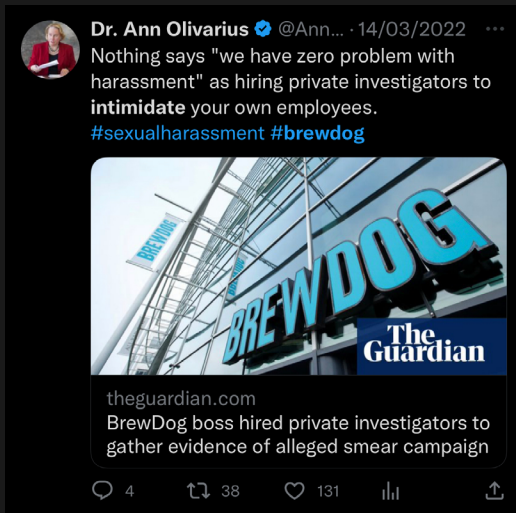 Dr. Ann Olivarius @Ann... · 14/03/2022 ...
Nothing says "we have zero problem with
harassment" as hiring private investigators to
intimidate your own employees.
#sexualharassment #brewdog
BREWDOG
BREWDOG
BREWDOG
The
Guardian
theguardian.com
BrewDog boss hired private investigators to
gather evidence of alleged smear campaign
4 38 131